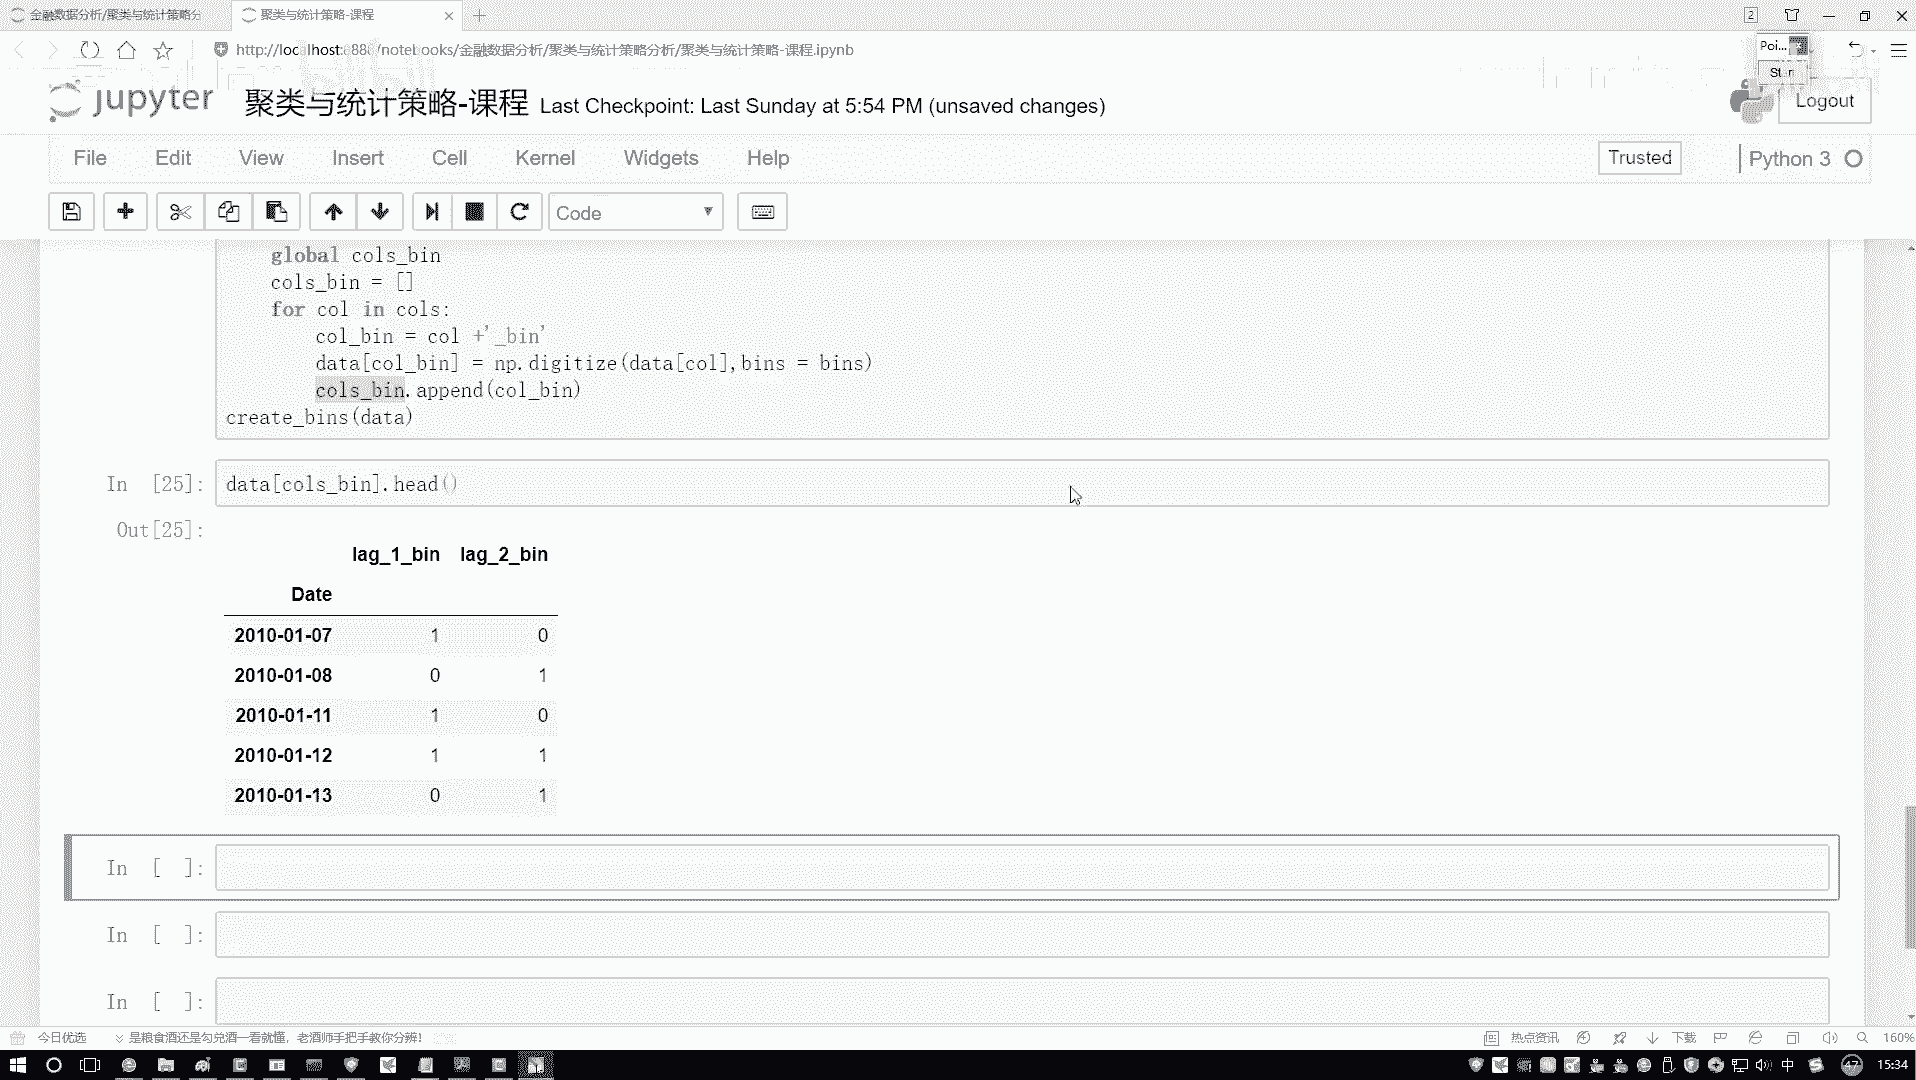 金融数据分析/聚类与统计策略分
聚类与统计策略-课程
2
/notebooks/金融数据分析/聚类与统计策略分析/聚类与统计策略-课程.ipynb
Poi...
jupyter 聚类与统计策略-课程 Last Checkpoint: Last Sunday at 5:54 PM (unsaved changes)
Logout
File Edit View Insert Cell Kernel Widgets Help
Trusted
Python 3
Code
global cols_bin
cols_bin = []
for col in cols:
col_bin = col +'_bin'
data[col_bin] = np.digitize(data[col],bins = bins)
cols_bin.append(col_bin)
create_bins(data)
In [25]: data[cols_bin].head()
Out[25]:
lag_1_bin lag_2_bin
Date
2010-01-07 1 0
2010-01-08 0 1
2010-01-11 1 0
2010-01-12 1 1
2010-01-13 0 1
In [ ]:
In [ ]:
In [ ]:
今日优选 是粮食酒还是勾兑酒一看就懂，老酒师手把手教你分辨！ 热点资讯 下载 160%
中 47 15:34